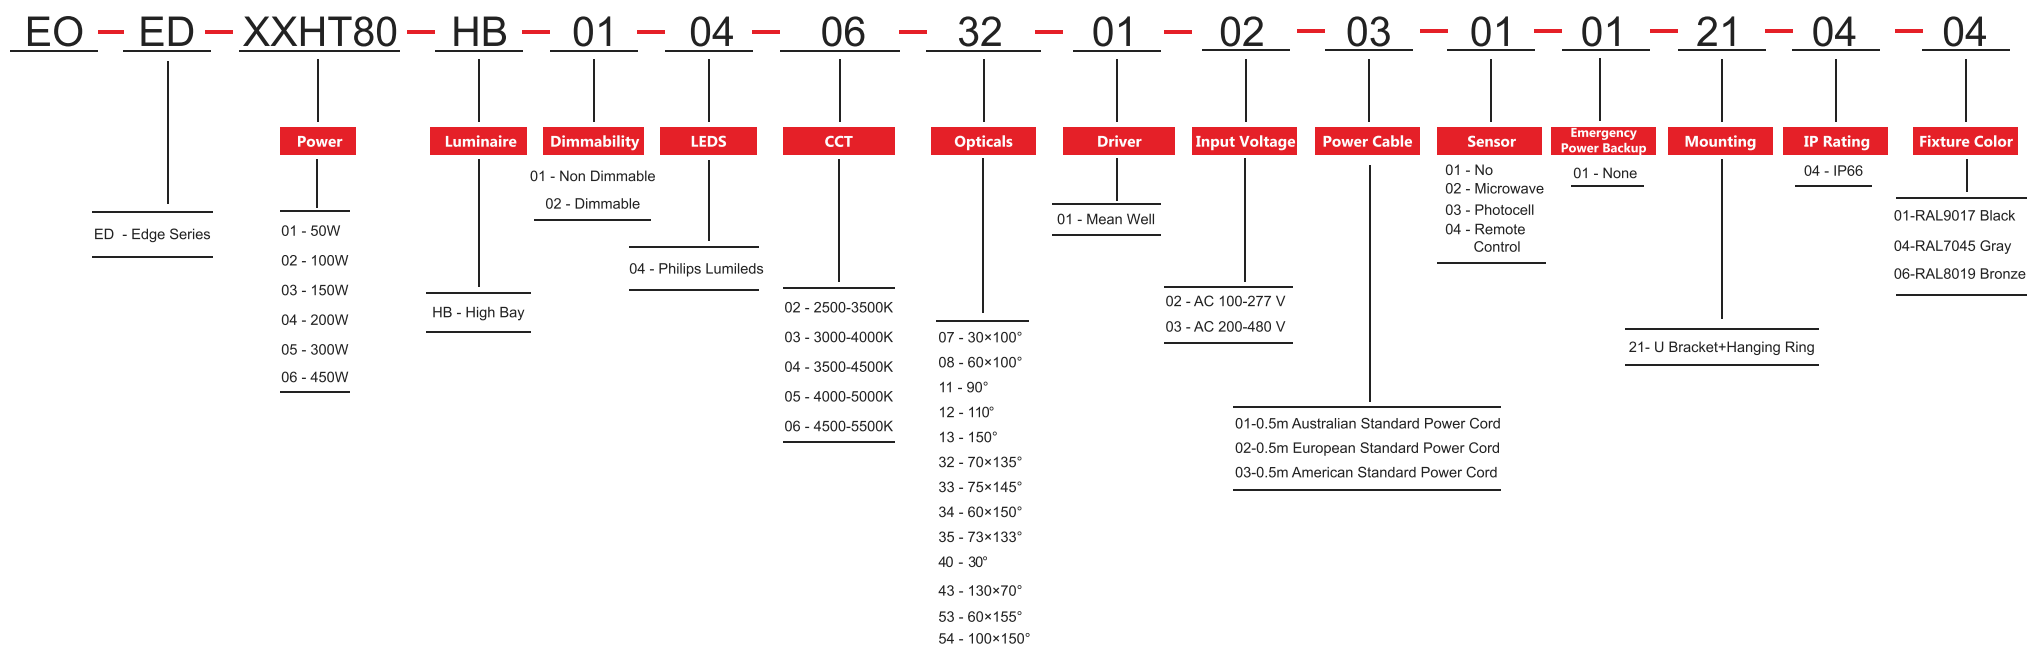 EO - ED - XXHT80 - HB - 01 - 04 - 06 - 32 - 01 - 02 - 03 - 01 - 01 - 21 - 04 - 04
ED - Edge Series
Power
01 - 50W
02 - 100W
03 - 150W
04 - 200W
05 - 300W
06 - 450W
Luminaire
HB - High Bay
Dimmability
01 - Non Dimmable
02 - Dimmable
LEDS
04 - Philips Lumileds
CCT
02 - 2500-3500K
03 - 3000-4000K
04 - 3500-4500K
05 - 4000-5000K
06 - 4500-5500K
Opticals
07 - 30×100°
08 - 60×100°
11 - 90°
12 - 110°
13 - 150°
32 - 70×135°
33 - 75×145°
34 - 60×150°
35 - 73×133°
40 - 30°
43 - 130×70°
53 - 60×155°
54 - 100×150°
Driver
01 - Mean Well
Input Voltage
02 - AC 100-277 V
03 - AC 200-480 V
Power Cable
01-0.5m Australian Standard Power Cord
02-0.5m European Standard Power Cord
03-0.5m American Standard Power Cord
Sensor
01 - No
02 - Microwave
03 - Photocell
04 - Remote
Control
Emergency
Power Backup
01 - None
Mounting
21- U Bracket+Hanging Ring
IP Rating
04 - IP66
Fixture Color
01-RAL9017 Black
04-RAL7045 Gray
06-RAL8019 Bronze